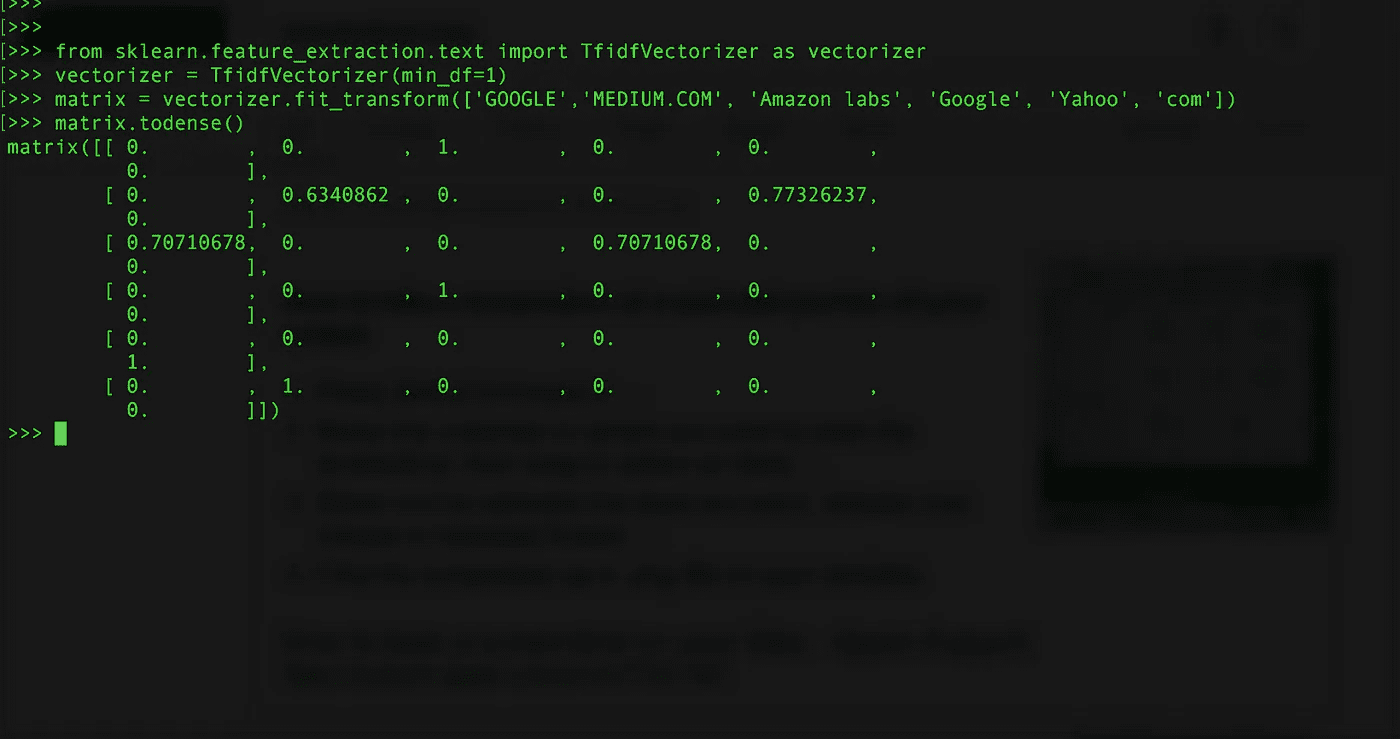 [>>>
[>>>
[>>> from sklearn.feature_extraction.text import TfidfVectorizer as vectorizer
[>>> vectorizer = TfidfVectorizer(min_df=1)
[>>> matrix = vectorizer.fit_transform(['GOOGLE','MEDIUM.COM', 'Amazon labs', 'Google', 'Yahoo', 'com'])
[>>> matrix.todense()
matrix([[ 0.        ,  0.        ,  1.        ,  0.        ,  0.        ,
          0.        ],
        [ 0.        ,  0.6340862 ,  0.        ,  0.        ,  0.77326237,
          0.        ],
        [ 0.70710678,  0.        ,  0.        ,  0.70710678,  0.        ,
          0.        ],
        [ 0.        ,  0.        ,  1.        ,  0.        ,  0.        ,
          0.        ],
        [ 0.        ,  0.        ,  0.        ,  0.        ,  0.        ,
          1.        ],
        [ 0.        ,  1.        ,  0.        ,  0.        ,  0.        ,
          0.        ]])
>>>